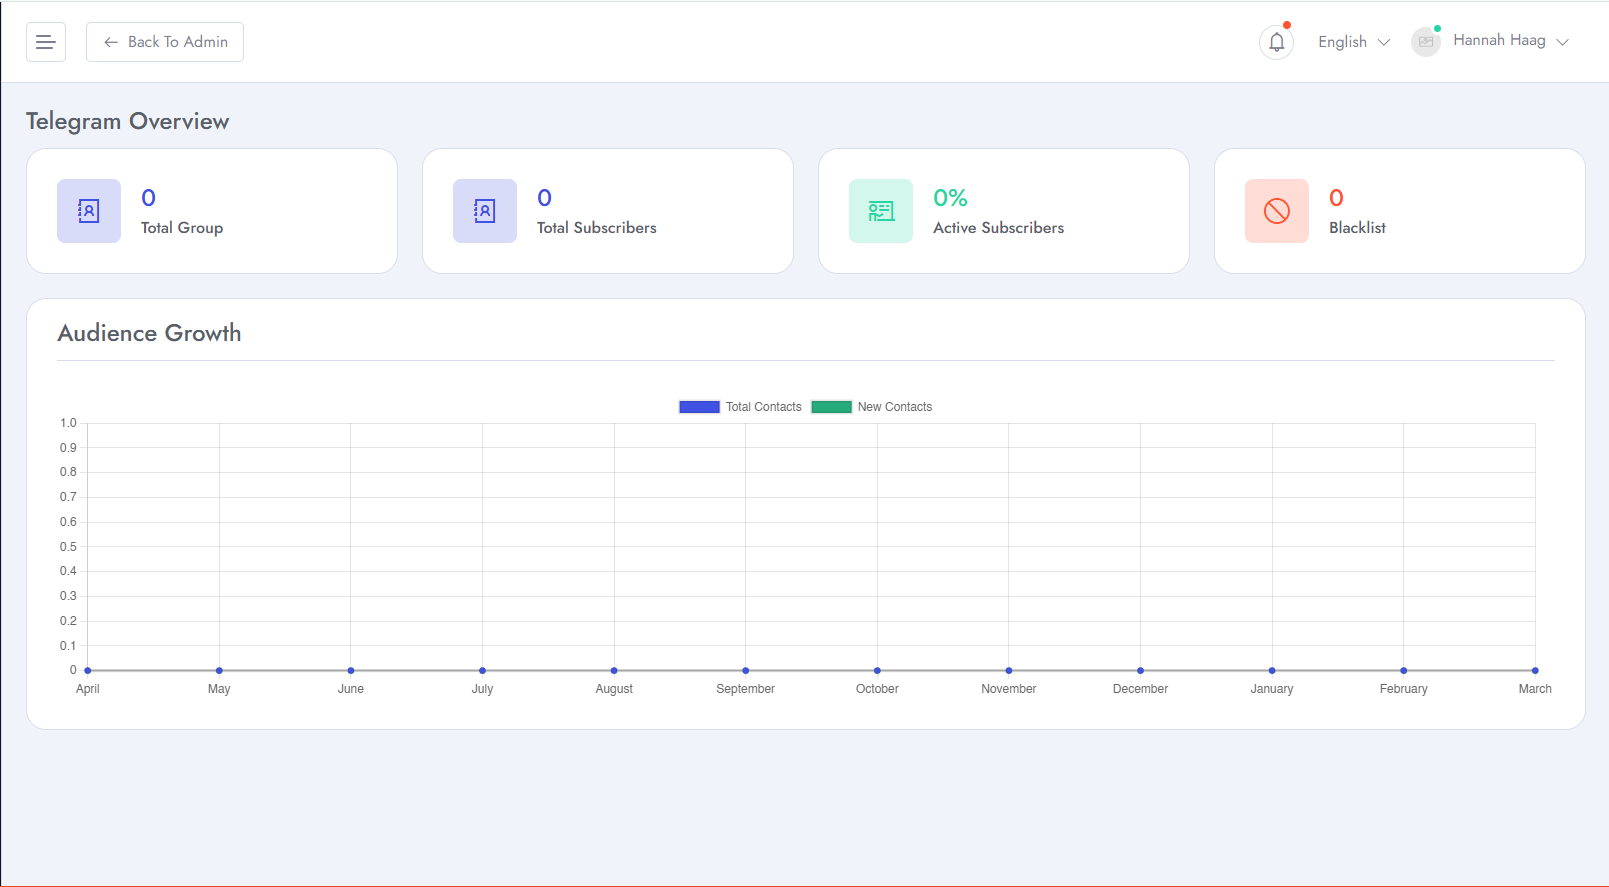 Back To Admin
English
Hannah Haag
Telegram Overview
0
Total Group
0
Total Subscribers
0%
Active Subscribers
0
Blacklist
Audience Growth
Total Contacts New Contacts
1.0
0.9
0.8
0.7
0.6
0.5
0.4
0.3
0.2
0.1
0
April May June July August September October November December January February March